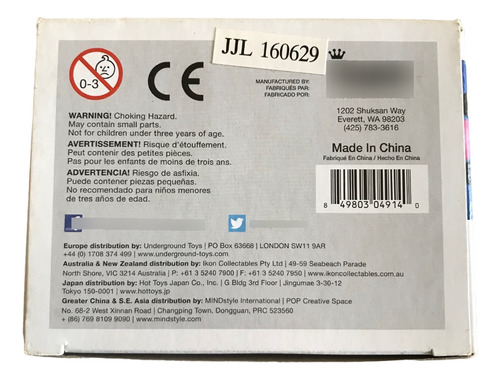 JJL 160629
0-3
CE
MANUFACTURED BY:
FABRIQUÉS PAR:
FABRICADO POR:
1202 Shuksan Way
Everett, WA 98203
(425) 783-3616
WARNING! Choking Hazard.
May contain small parts.
Not for children under three years of age.
AVERTISSEMENT! Risque d'étouffement.
Peut contenir des petites pièces.
Pas pour les enfants de moins de trois ans.
ADVERTENCIA! Riesgo de asfixia.
Puede contener piezas pequeñas.
No recomendado para niños menores
de tres años de edad.
Made In China
Fabriqué En China / Hecho En China
8 49803 04914 0
Europe distribution by: Underground Toys | PO Box 63668 | LONDON SW11 9AR
+44 (0) 1708 374 499 | www.underground-toys.com
Australia & New Zealand distribution by: Ikon Collectables Pty Ltd | 49-59 Seabeach Parade
North Shore, VIC 3214 Australia | P: +61 3 5240 7900 | F: +61 3 5240 7950 | www.ikoncollectables.com.au
Japan distribution by: Hot Toys Japan Co., Inc. | G Bldg 3rd Floor | Jingumae 3-30-12
Tokyo 150-0001 | www.hottoys.jp
Greater China & S.E. Asia distribution by: MINDstyle International | POP Creative Space
No. 68-2 West Xinnan Road | Changping Town, Dongguan, PRC 523560
+ (86) 769 8109 9090 | www.mindstyle.com